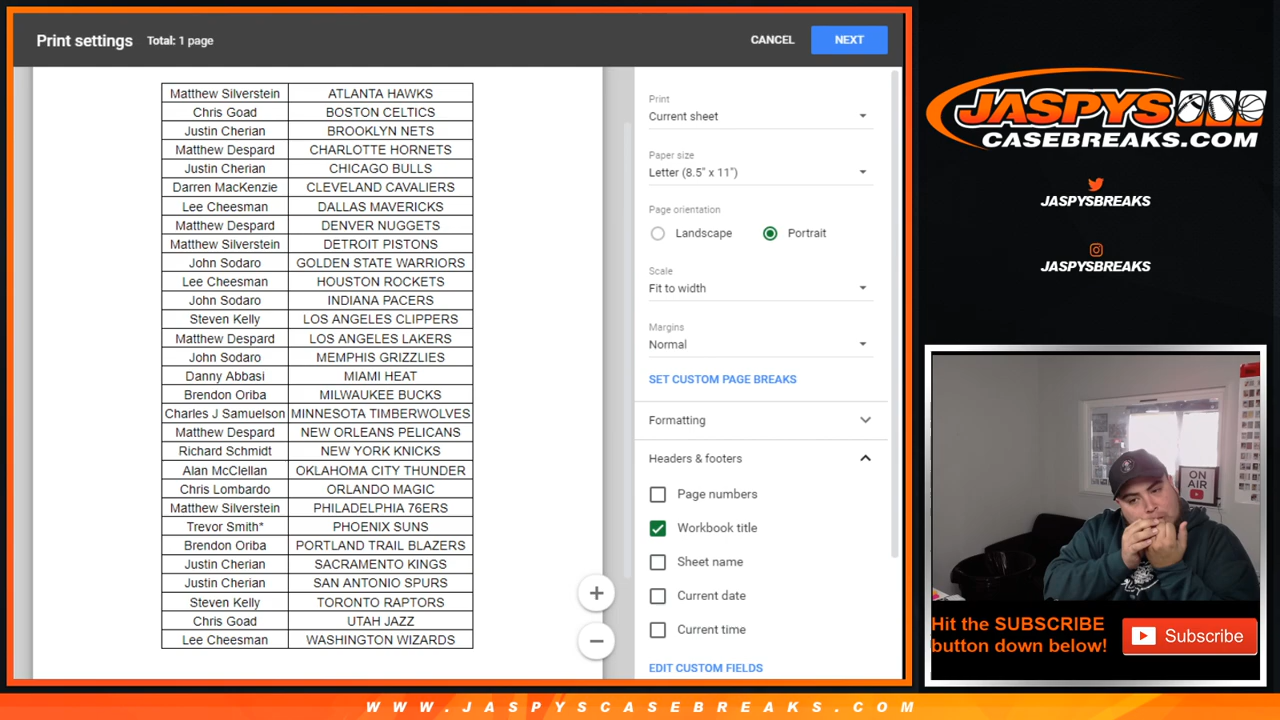 Print settings Total: 1 page CANCEL NEXT
Matthew Silverstein ATLANTA HAWKS
Chris Goad BOSTON CELTICS
Justin Cherian BROOKLYN NETS
Matthew Despard CHARLOTTE HORNETS
Justin Cherian CHICAGO BULLS
Darren MacKenzie CLEVELAND CAVALIERS
Lee Cheesman DALLAS MAVERICKS
Matthew Despard DENVER NUGGETS
Matthew Silverstein DETROIT PISTONS
John Sodaro GOLDEN STATE WARRIORS
Lee Cheesman HOUSTON ROCKETS
John Sodaro INDIANA PACERS
Steven Kelly LOS ANGELES CLIPPERS
Matthew Despard LOS ANGELES LAKERS
John Sodaro MEMPHIS GRIZZLIES
Danny Abbasi MIAMI HEAT
Brendon Oriba MILWAUKEE BUCKS
Charles J Samuelson MINNESOTA TIMBERWOLVES
Matthew Despard NEW ORLEANS PELICANS
Richard Schmidt NEW YORK KNICKS
Alan McClellan OKLAHOMA CITY THUNDER
Chris Lombardo ORLANDO MAGIC
Matthew Silverstein PHILADELPHIA 76ERS
Trevor Smith* PHOENIX SUNS
Brendon Oriba PORTLAND TRAIL BLAZERS
Justin Cherian SACRAMENTO KINGS
Justin Cherian SAN ANTONIO SPURS
Steven Kelly TORONTO RAPTORS
Chris Goad UTAH JAZZ
Lee Cheesman WASHINGTON WIZARDS
Print
Current sheet
Paper size
Letter (8.5" x 11")
Page orientation
Landscape Portrait
Scale
Fit to width
Margins
Normal
SET CUSTOM PAGE BREAKS
Formatting
Headers & footers
Page numbers
Workbook title
Sheet name
Current date
Current time
EDIT CUSTOM FIELDS
JASPYS
CASEBREAKS.COM
JASPYSBREAKS
JASPYSBREAKS
ON
AIR
Hit the SUBSCRIBE
button down below!
Subscribe
WWW.JASPYSCASEBREAKS.COM